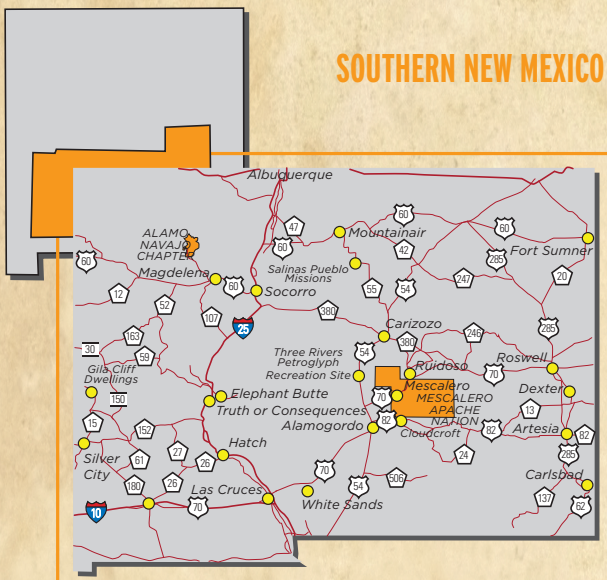 SOUTHERN NEW MEXICO
Albuquerque
47
60
Mountainair
60
60
Fort Sumner
ALAMO
NAVAJO
CHAPTER
60
42
285
Magdelena
60
Salinas Pueblo
Missions
55
54
247
20
12
Socorro
52
107
25
380
Carizozo
380
246
285
163
30
59
54
Three Rivers
Petroglyph
Recreation Site
Ruidoso
70
Roswell
Gila Cliff
Dwellings
150
Elephant Butte
Truth or Consequences
70
Mescalero
MESCALERO
APACHE
NATION
Dexter
13
15
152
Alamogordo
82
Cloudcroft
82
Artesia
82
285
Silver
City
61
27
26
Hatch
24
180
26
Las Cruces
70
54
506
Carlsbad
137
62
10
70
White Sands